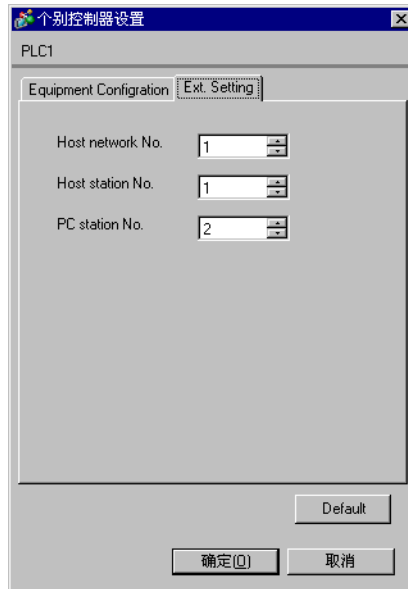 个别控制器设置
PLC1
Equipment Configration Ext. Setting
Host network No. 1
Host station No. 1
PC station No. 2
Default
确定(O) 取消